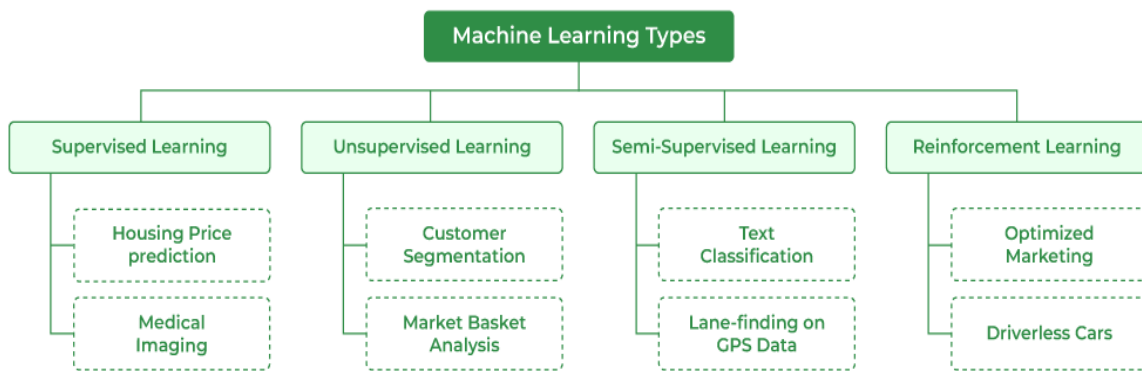 Machine Learning Types
Supervised Learning
Unsupervised Learning
Semi-Supervised Learning
Reinforcement Learning
Housing Price
prediction
Customer
Segmentation
Text
Classification
Optimized
Marketing
Medical
Imaging
Market Basket
Analysis
Lane-finding on
GPS Data
Driverless Cars